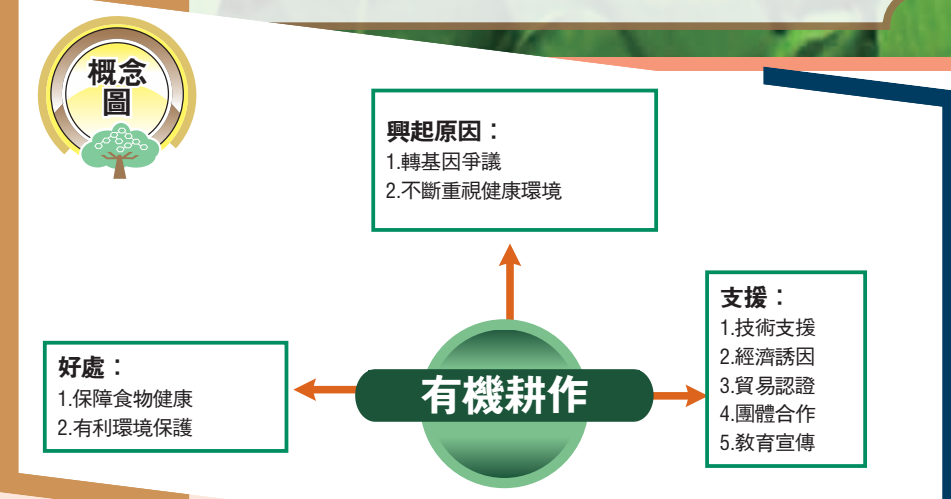 概念
圖
興起原因：
1.轉基因爭議
2.不斷重視健康環境
好處：
1.保障食物健康
2.有利環境保護
有機耕作
支援：
1.技術支援
2.經濟誘因
3.貿易認證
4.團體合作
5.教育宣傳